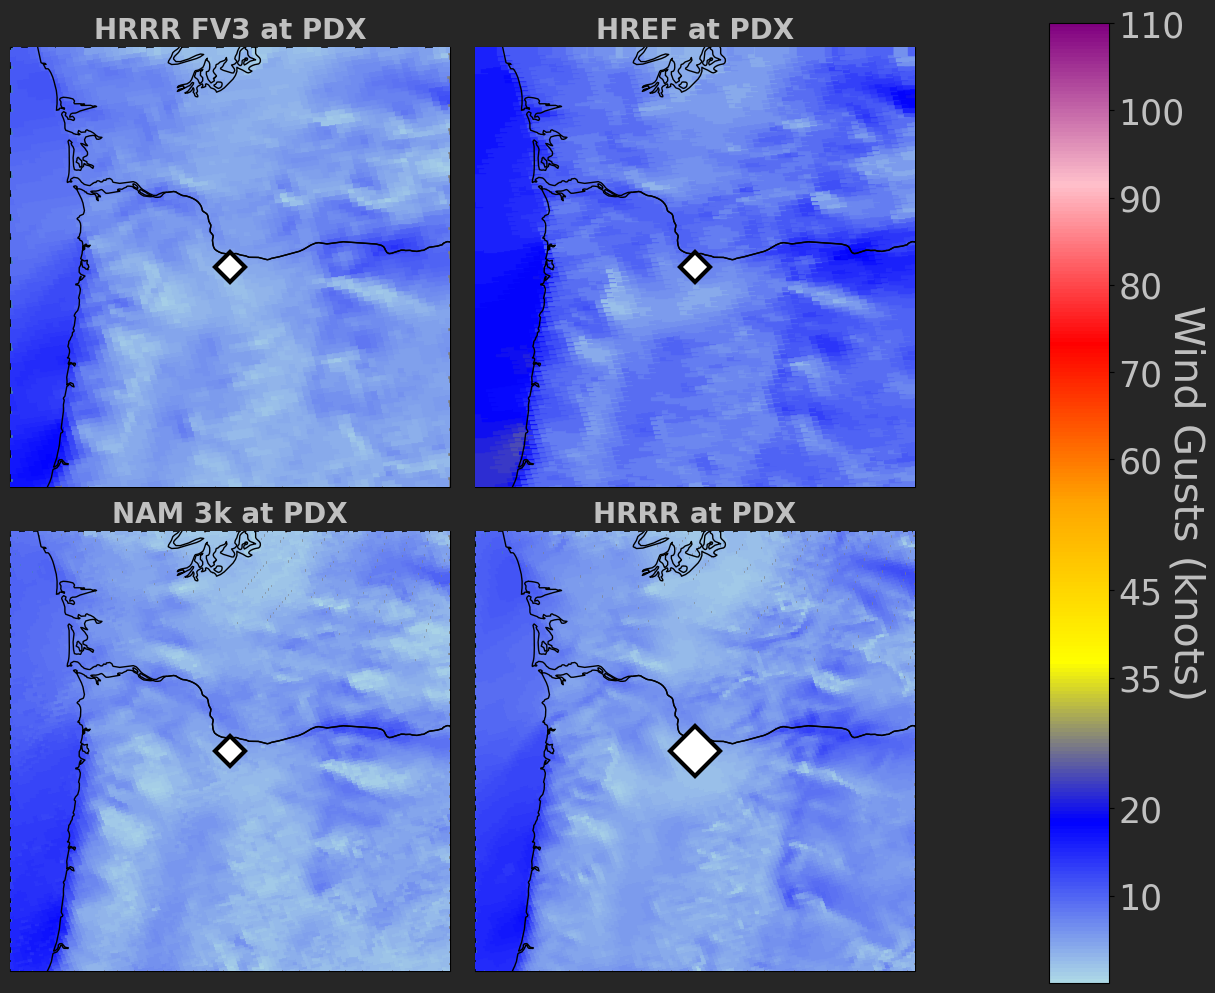 HRRR FV3 at PDX
HREF at PDX
NAM 3k at PDX
HRRR at PDX
110
100
90
80
70
60
45
35
20
10
Wind Gusts (knots)